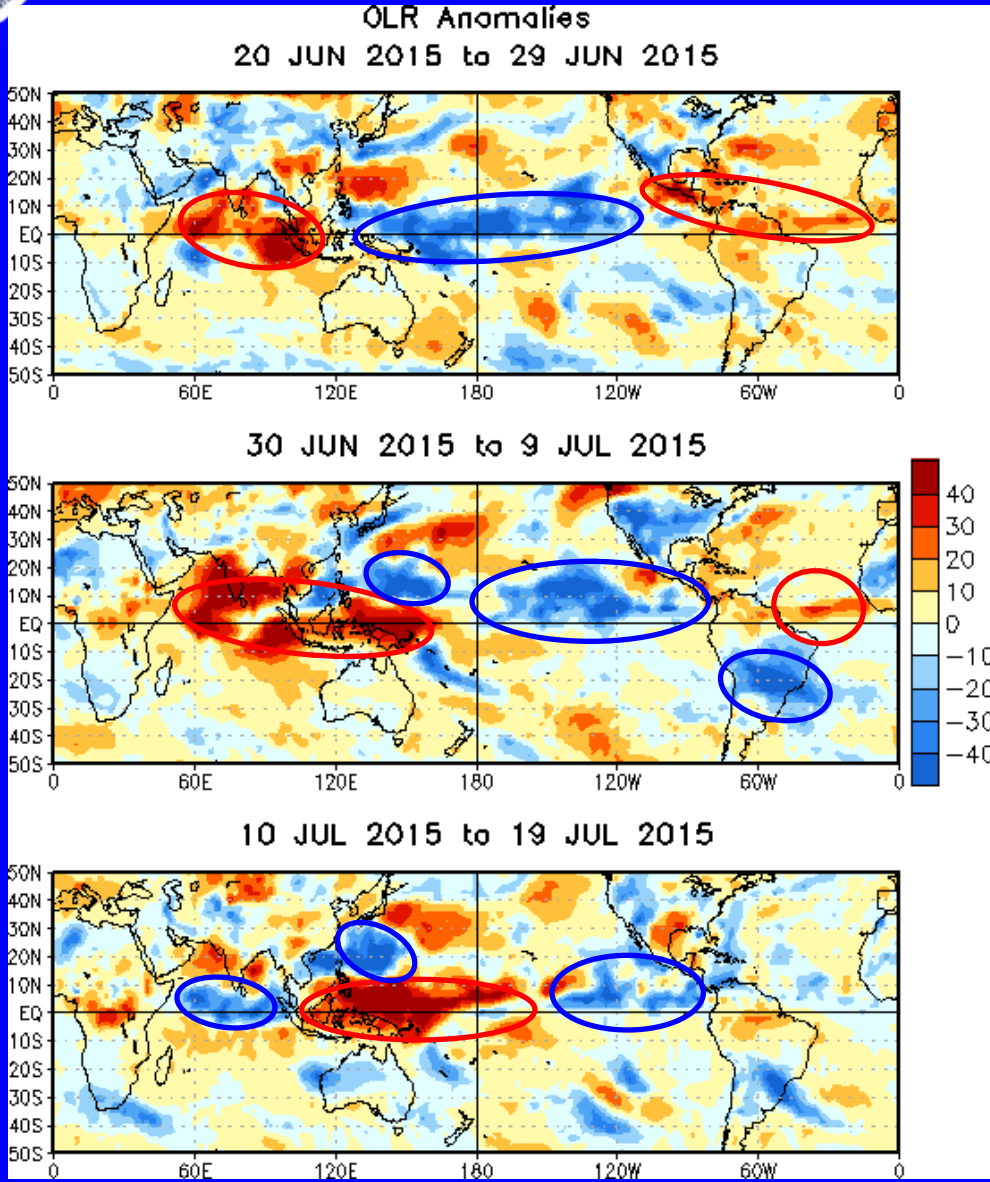 OLR Anomalies
20 JUN 2015 to 29 JUN 2015
50N
40N
30N
20N
10N
EQ
10S
20S
30S
40S
50S
0 60E 120E 180 120W 60W 0
30 JUN 2015 to 9 JUL 2015
50N
40N
30N
20N
10N
EQ
10S
20S
30S
40S
50S
0 60E 120E 180 120W 60W 0
40
30
20
10
0
-10
-20
-30
-40
10 JUL 2015 to 19 JUL 2015
50N
40N
30N
20N
10N
EQ
10S
20S
30S
40S
50S
0 60E 120E 180 120W 60W 0